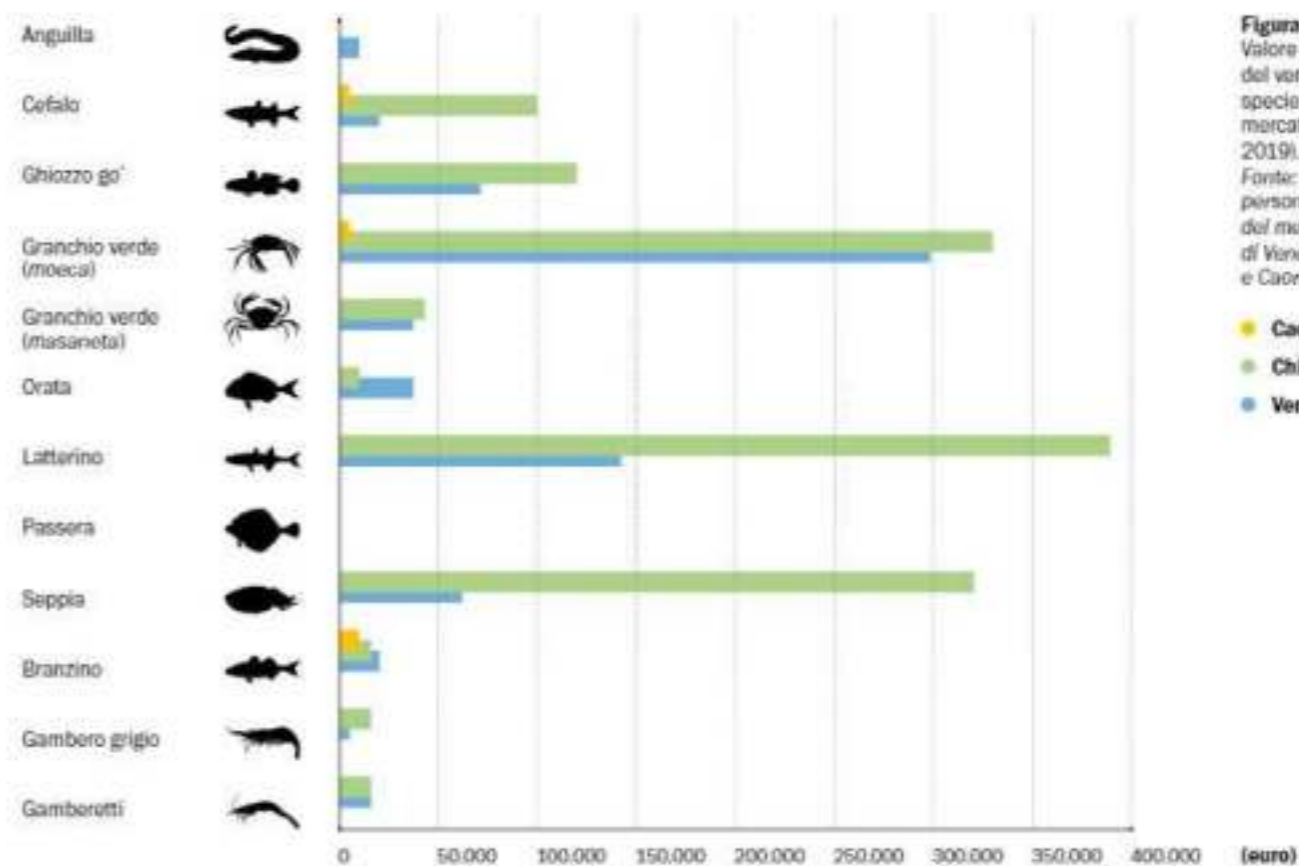 Anguilla
Cefalo
Ghiozzo go'
Granchio verde
(moeca)
Granchio verde
(masaneta)
Orata
Latterino
Passera
Seppia
Branzino
Gambero grigio
Gamberetti
0 50.000 100.000 150.000 200.000 250.000 300.000 350.000 400.000 (euro)
Figura
Valore
del ven
specie
mercat
2019).
Fonte:
person
del me
di Vene
e Caor
Cao
Chi
Ven